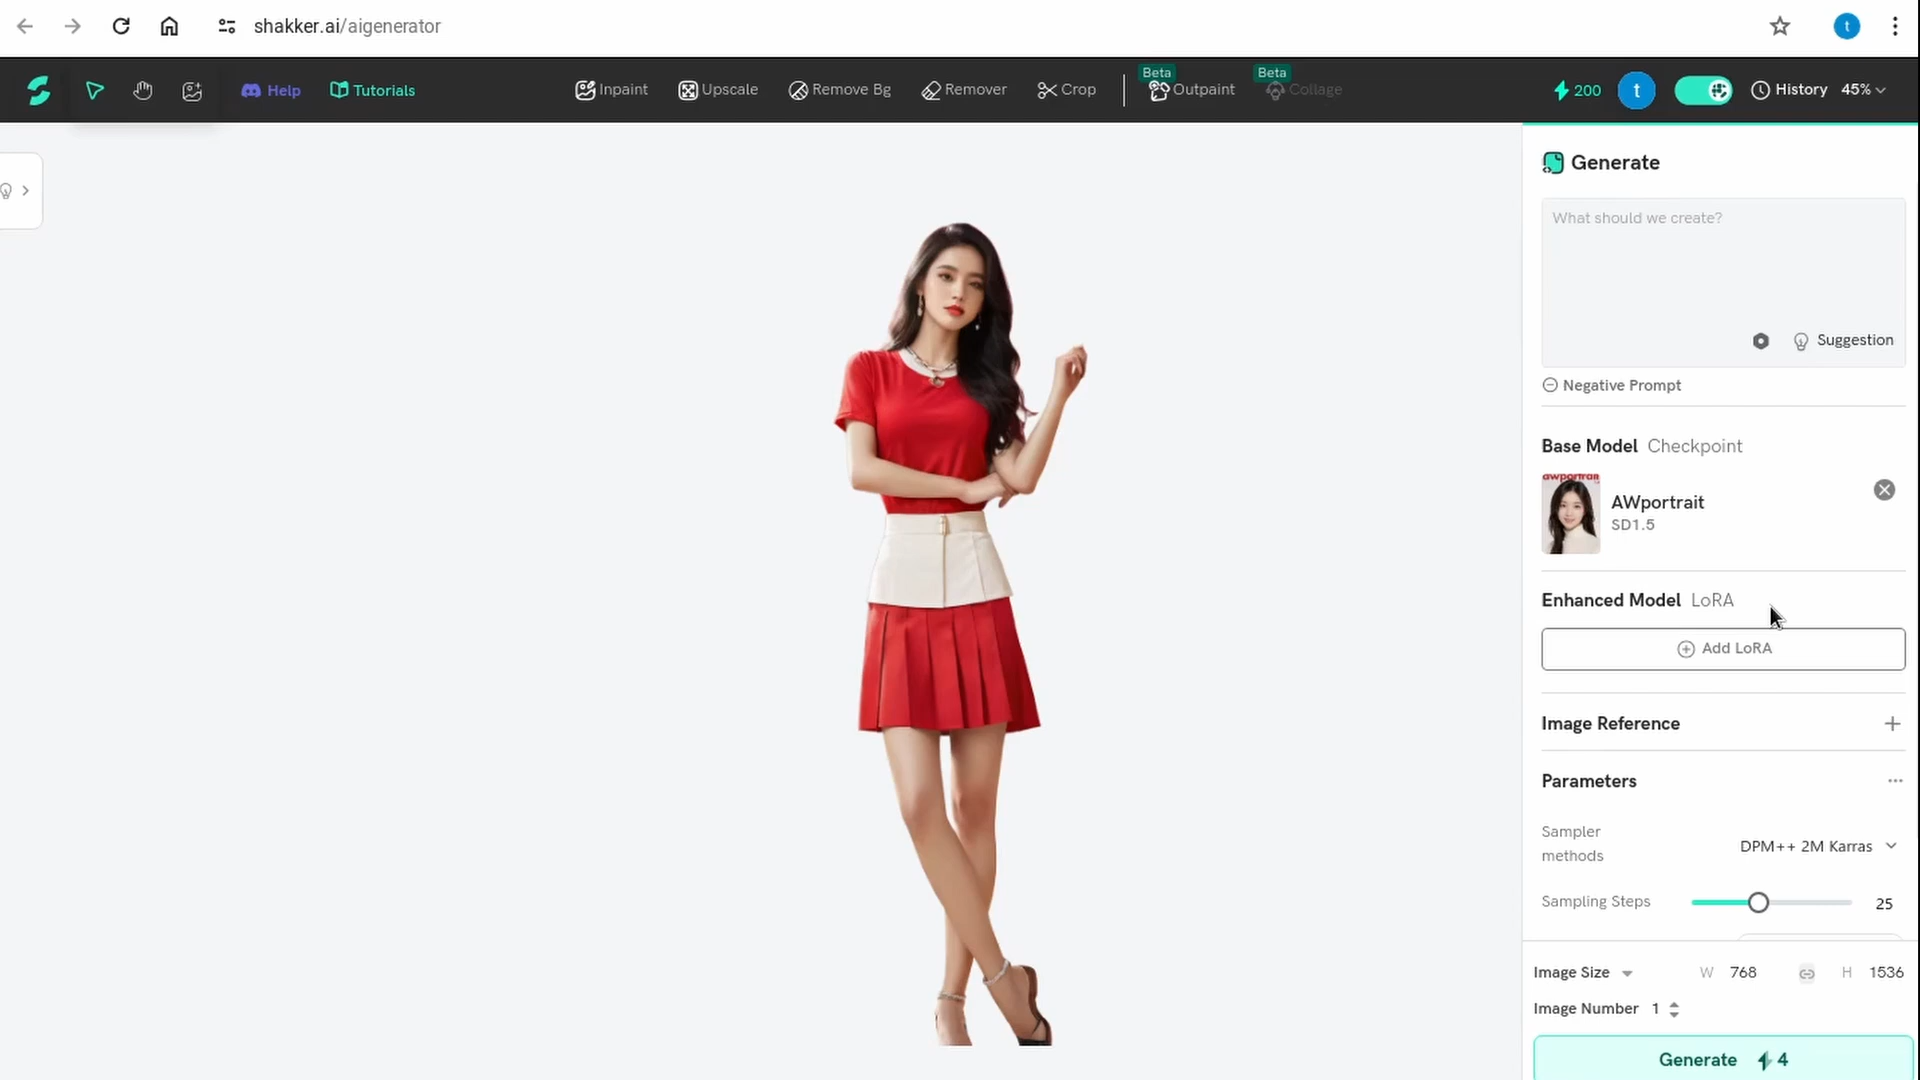 shakker.ai/aigenerator
t
Help
Tutorials
Inpaint
Upscale
Remove Bg
Remover
Crop
Beta
Outpaint
Beta
Collage
200
t
History
45%
Generate
What should we create?
Suggestion
Negative Prompt
Base Model Checkpoint
awportrait
AWportrait
SD1.5
Enhanced Model LoRA
Add LoRA
Image Reference
Parameters
Sampler
methods
DPM++ 2M Karras
Sampling Steps
25
Image Size W 768 H 1536
Image Number 1
Generate 4